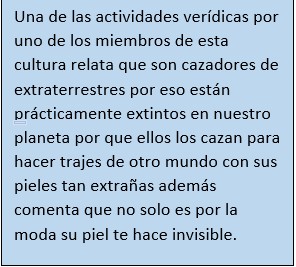 Una de las actividades verídicas por
uno de los miembros de esta
cultura relata que son cazadores de
extraterrestres por eso están
prácticamente extintos en nuestro
planeta por que ellos los cazan para
hacer trajes de otro mundo con sus
pieles tan extrañas además
comenta que no solo es por la
moda su piel te hace invisible.